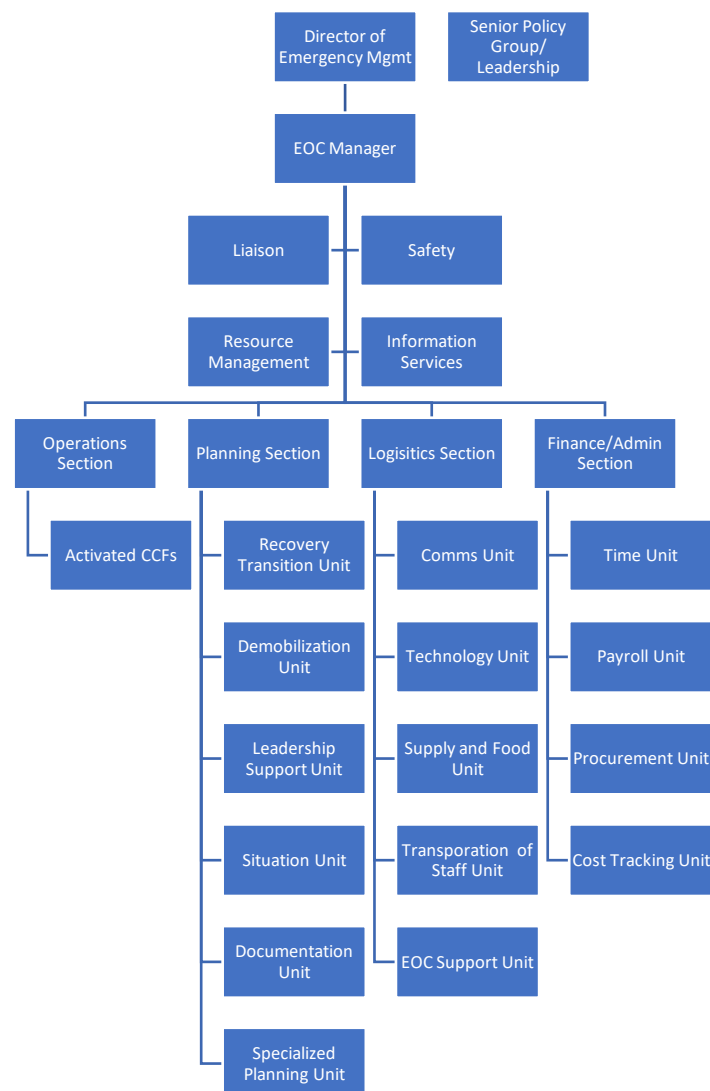 Director of
Emergency Mgmt
Senior Policy
Group/
Leadership
EOC Manager
Liaison
Safety
Resource
Management
Information
Services
Operations
Section
Planning Section
Logisitics Section
Finance/Admin
Section
Activated CCFs
Recovery
Transition Unit
Comms Unit
Time Unit
Demobilization
Unit
Technology Unit
Payroll Unit
Leadership
Support Unit
Supply and Food
Unit
Procurement Unit
Situation Unit
Transporation of
Staff Unit
Cost Tracking Unit
Documentation
Unit
EOC Support Unit
Specialized
Planning Unit